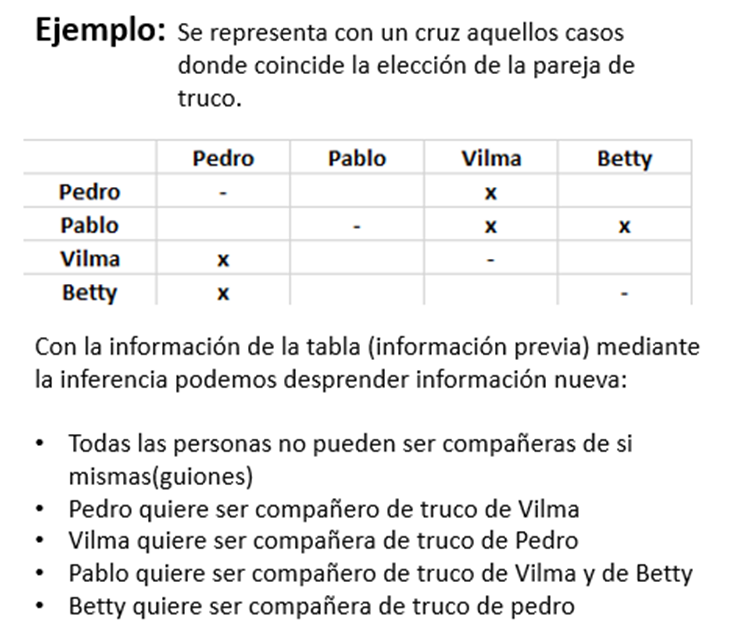 Ejemplo: Se representa con un cruz aquellos casos
donde coincide la elección de la pareja de
truco.
Pedro Pablo Vilma Betty
Pedro - x
Pablo - x x
Vilma x -
Betty x -
Con la información de la tabla (información previa) mediante
la inferencia podemos desprender información nueva:
• Todas las personas no pueden ser compañeras de si
mismas(guiones)
• Pedro quiere ser compañero de truco de Vilma
• Vilma quiere ser compañera de truco de Pedro
• Pablo quiere ser compañero de truco de Vilma y de Betty
• Betty quiere ser compañera de truco de pedro